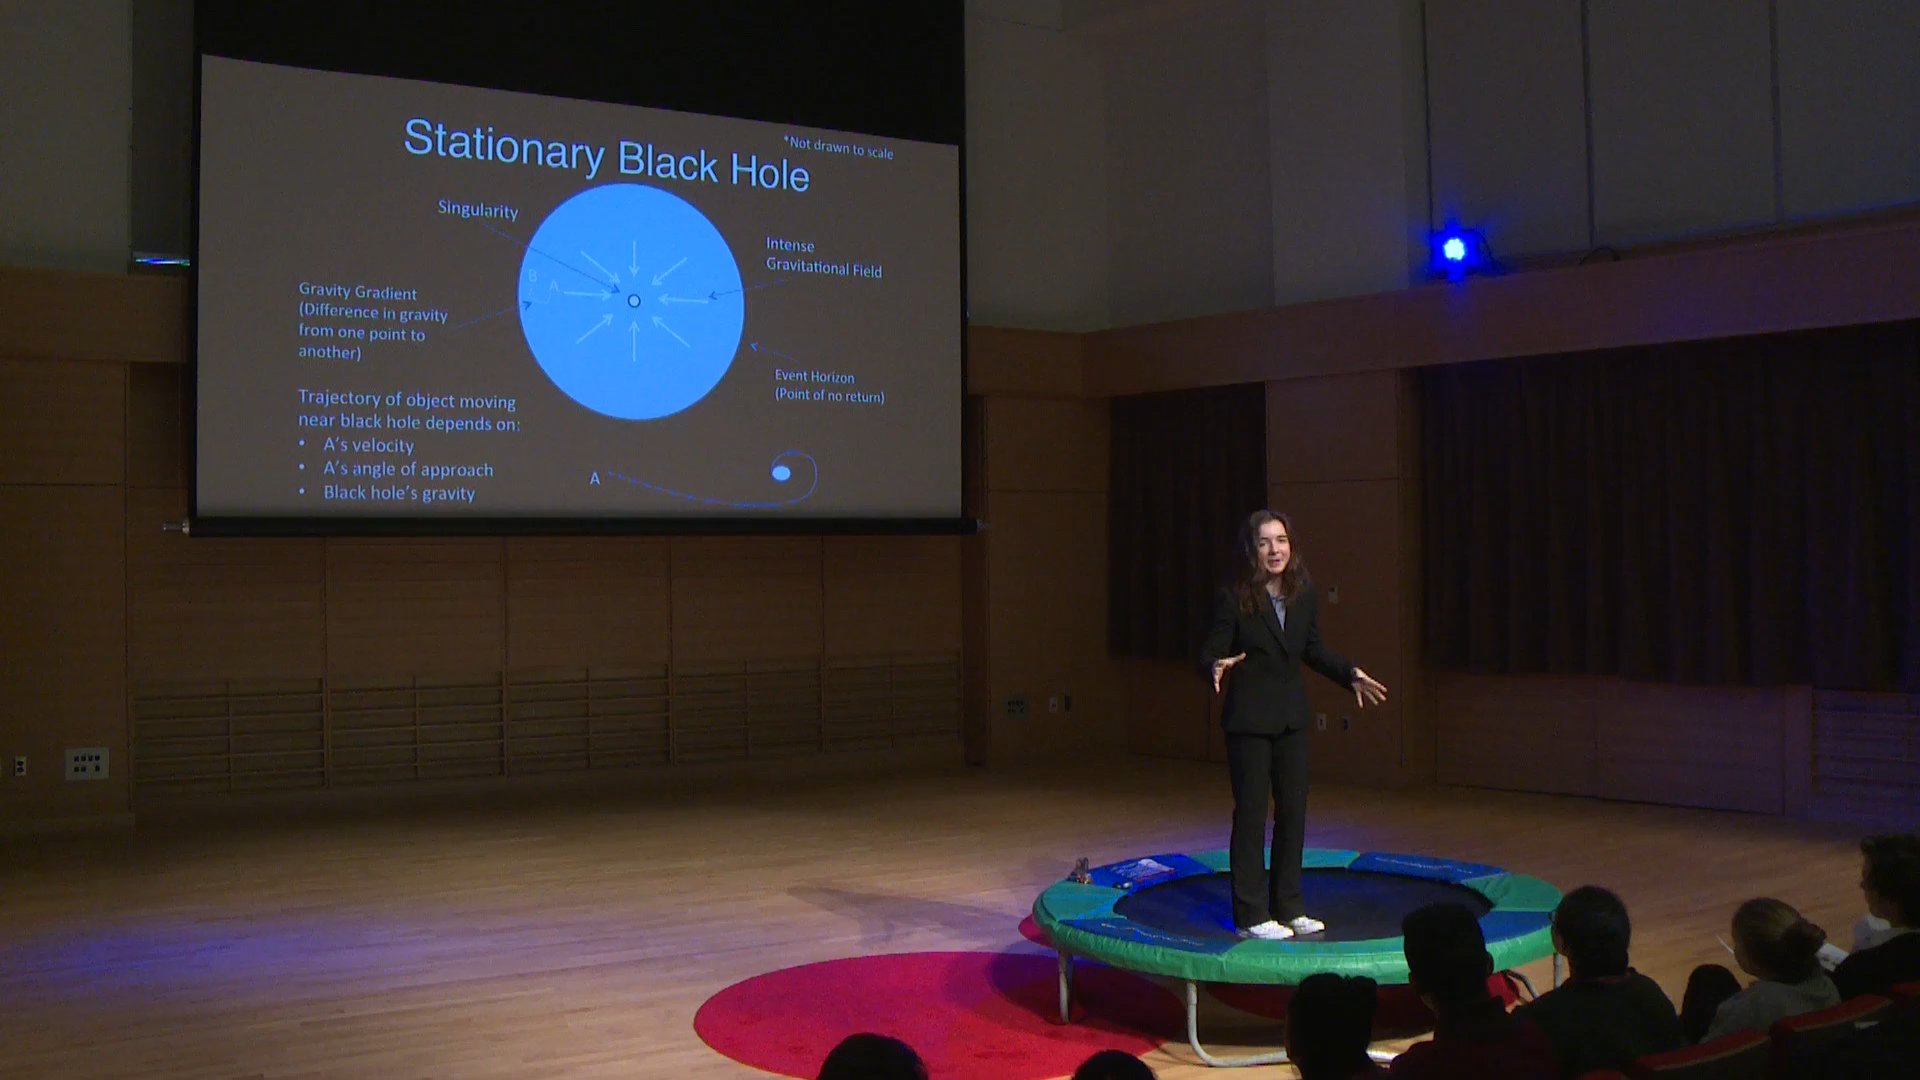 Stationary Black Hole
*Not drawn to scale
Singularity
Intense
Gravitational Field
B
A
Gravity Gradient
(Difference in gravity
from one point to
another)
Event Horizon
(Point of no return)
Trajectory of object moving
near black hole depends on:
• A's velocity
• A's angle of approach
• Black hole's gravity
A